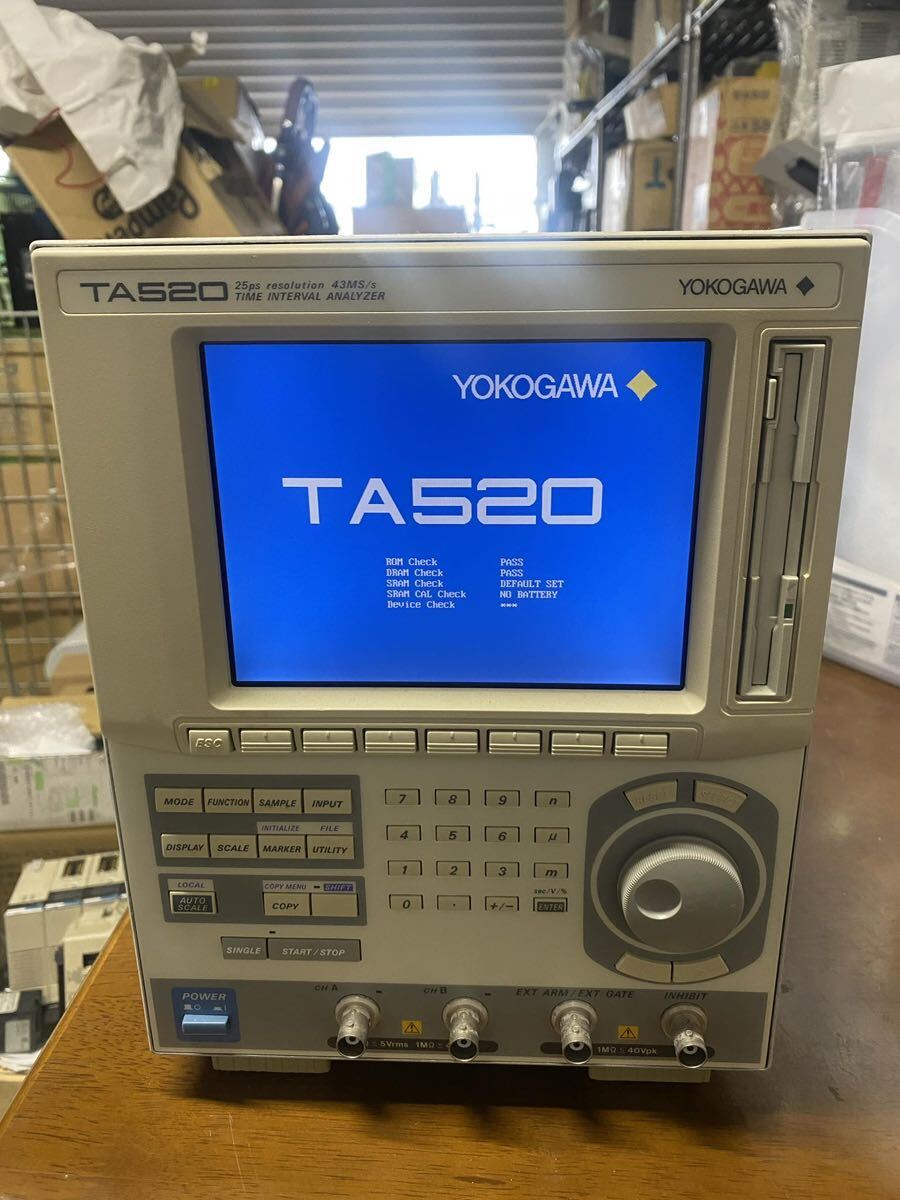 TA520
25ps resolution 43MS/s
TIME INTERVAL ANALYZER
YOKOGAWA
YOKOGAWA
TA520
ROM Check PASS
DRAM Check PASS
SRAM Check DEFAULT SET
SRAM CAL Check NO BATTERY
Device Check ***
ESC
MODE FUNCTION SAMPLE INPUT
INITIALIZE FILE
DISPLAY SCALE MARKER UTILITY
LOCAL
AUTO SCALE
COPY MENU SHIFT
COPY
SINGLE START/STOP
7 8 9 n
4 5 6 μ
1 2 3 m
sec/V/%
0 . +/- ENTER
RESET
POWER
CH A
CH B
EXT ARM/EXT GATE
INHIBIT
≤ 5Vrms 1MΩ ≤
1MΩ ≤ 40Vpk